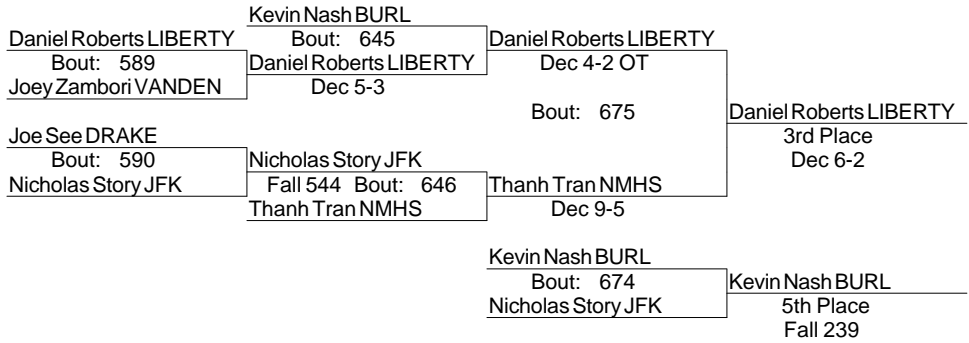 Kevin Nash BURL
Daniel Roberts LIBERTY
Bout: 645
Daniel Roberts LIBERTY
Bout: 589
Daniel Roberts LIBERTY
Dec 4-2 OT
Joey Zambori VANDEN
Dec 5-3
Bout: 675
Daniel Roberts LIBERTY
Joe See DRAKE
3rd Place
Bout: 590
Nicholas Story JFK
Dec 6-2
Nicholas Story JFK
Fall 544 Bout: 646
Thanh Tran NMHS
Thanh Tran NMHS
Dec 9-5
Kevin Nash BURL
Bout: 674
Kevin Nash BURL
Nicholas Story JFK
5th Place
Fall 239